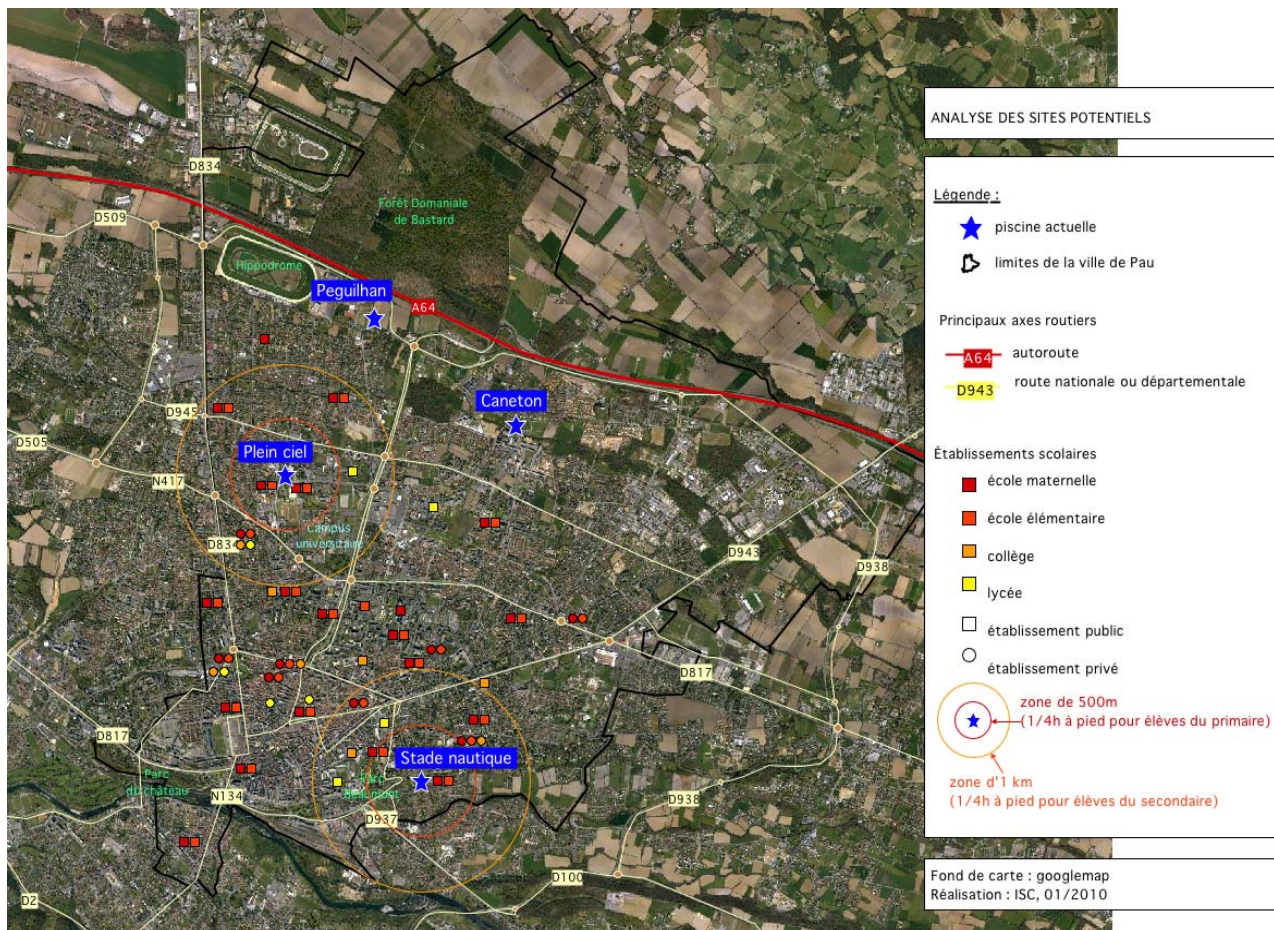 ANALYSE DES SITES POTENTIELS
Légende :
piscine actuelle
limites de la ville de Pau
Principaux axes routiers
A64
autoroute
D943
route nationale ou départementale
Établissements scolaires
école maternelle
école élémentaire
collège
lycée
établissement public
établissement privé
zone de 500m
(1/4h à pied pour élèves du primaire)
zone d'1 km
(1/4h à pied pour élèves du secondaire)
Fond de carte : googlemap
Réalisation : ISC, 01/2010
D834
Forêt Domaniale
de Bastard
D509
Hippodrome
Peguilhan
A64
Caneton
D945
D505
Plein ciel
N417
Campus
universitaire
D834
D943
D938
D817
D817
Stade nautique
Parc
du château
Parc
Beaumont
N134
D937
D938
D100
D2